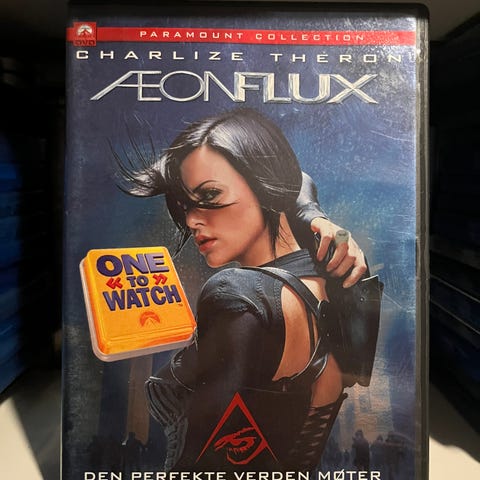 PARAMOUNT COLLECTION
CHARLIZE THERON
ÆONFLUX
ONE
« TO »
WATCH
DEN PERFEKTE VERDEN MØTER